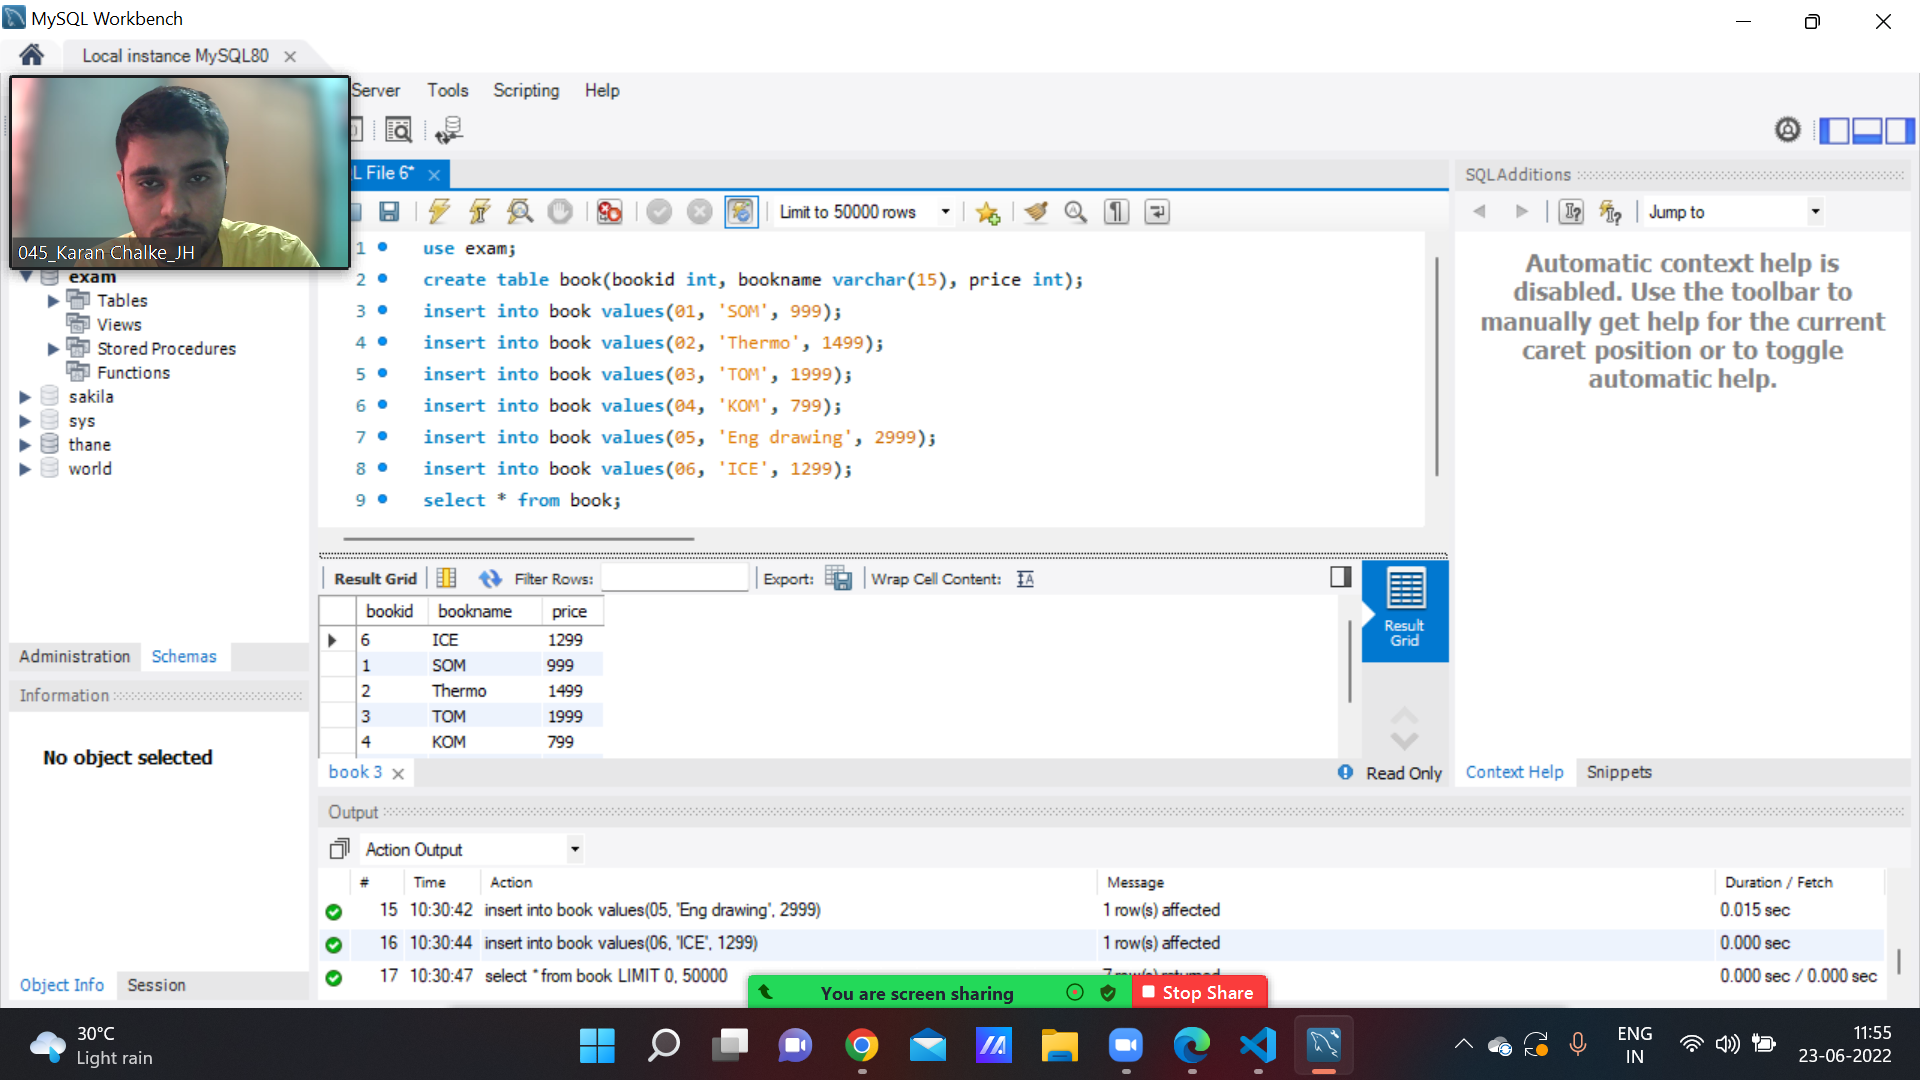 MySQL Workbench
Local instance MySQL80
Server Tools Scripting Help
045_Karan Chalke_JH
L File 6*
SQLAdditions
Limit to 50000 rows
Jump to
exam
Tables
Views
Stored Procedures
Functions
sakila
sys
thane
world
1 use exam;
2 create table book(bookid int, bookname varchar(15), price int);
3 insert into book values(01, 'SOM', 999);
4 insert into book values(02, 'Thermo', 1499);
5 insert into book values(03, 'TOM', 1999);
6 insert into book values(04, 'KOM', 799);
7 insert into book values(05, 'Eng drawing', 2999);
8 insert into book values(06, 'ICE', 1299);
9 select * from book;
Automatic context help is
disabled. Use the toolbar to
manually get help for the current
caret position or to toggle
automatic help.
Administration Schemas
Information
No object selected
Object Info Session
Result Grid Filter Rows: Export: Wrap Cell Content:
bookid bookname price
6 ICE 1299
1 SOM 999
2 Thermo 1499
3 TOM 1999
4 KOM 799
Result
Grid
book 3
Read Only
Context Help Snippets
Output
Action Output
# Time Action Message Duration / Fetch
15 10:30:42 insert into book values(05, 'Eng drawing', 2999) 1 row(s) affected 0.015 sec
16 10:30:44 insert into book values(06, 'ICE', 1299) 1 row(s) affected 0.000 sec
17 10:30:47 select * from book LIMIT 0, 50000 7 row(s) returned 0.000 sec / 0.000 sec
You are screen sharing Stop Share
30°C
Light rain
ENG
IN
11:55
23-06-2022